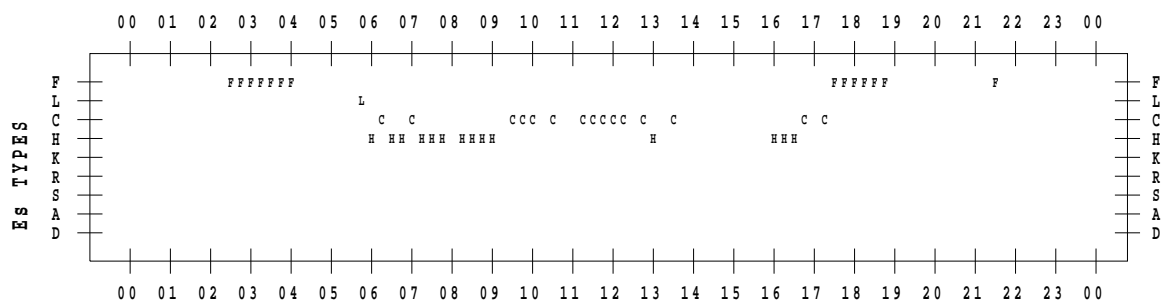 00 01 02 03 04 05 06 07 08 09 10 11 12 13 14 15 16 17 18 19 20 21 22 23 00
F FFFFFFF FFFFFF F F
L L L
C C C CCC C CCCCC C C C C C
H H HH HHH HHHH H HHH H
K K
R R
S S
A A
D D
Es TYPES
00 01 02 03 04 05 06 07 08 09 10 11 12 13 14 15 16 17 18 19 20 21 22 23 00